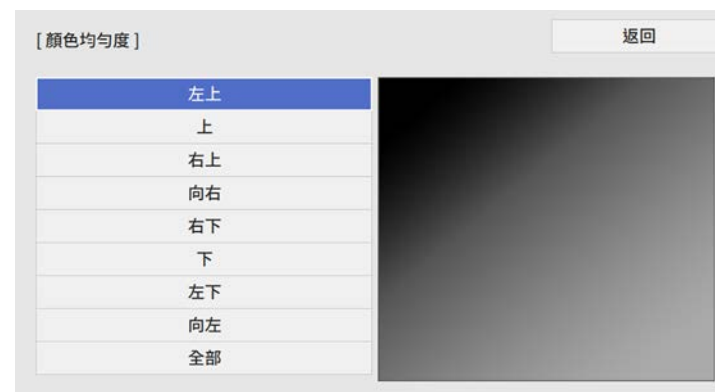 [ 顏色均勻度 ]
返回
左上
上
右上
向右
右下
下
左下
向左
全部